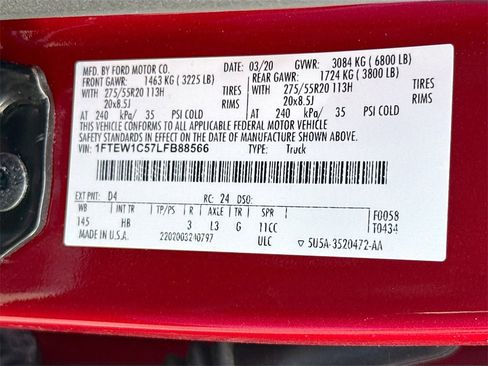 MFD. BY FORD MOTOR CO. 03/20 GVWR: 3084 KG ( 6800 LB)
FRONT GAWR: 1463 KG ( 3225 LB) REAR GAWR: 1724 KG ( 3800 LB)
WITH 275/55R20 113H TIRES WITH 275/55R20 113H TIRES
20x8.5J RIMS 20x8.5J RIMS
AT 240 kPa/ 35 PSI COLD AT 240 kPa/ 35 PSI COLD
THIS VEHICLE CONFORMS TO ALL APPLICABLE FEDERAL MOTOR VEHICLE
SAFETY STANDARDS IN EFFECT ON THE DATE OF MANUFACTURE SHOWN ABOVE.
VIN: 1FTEW1C57LFB88566 TYPE: Truck
EXT PNT: D4 RC: 24 DSO:
WB INT TR TP/PS R AXLE TR SPR F0058
145 HB 3 L3 G 11CC T0434
MADE IN U.S.A. 2202003240797 ULC 5U5A-3520472-AA